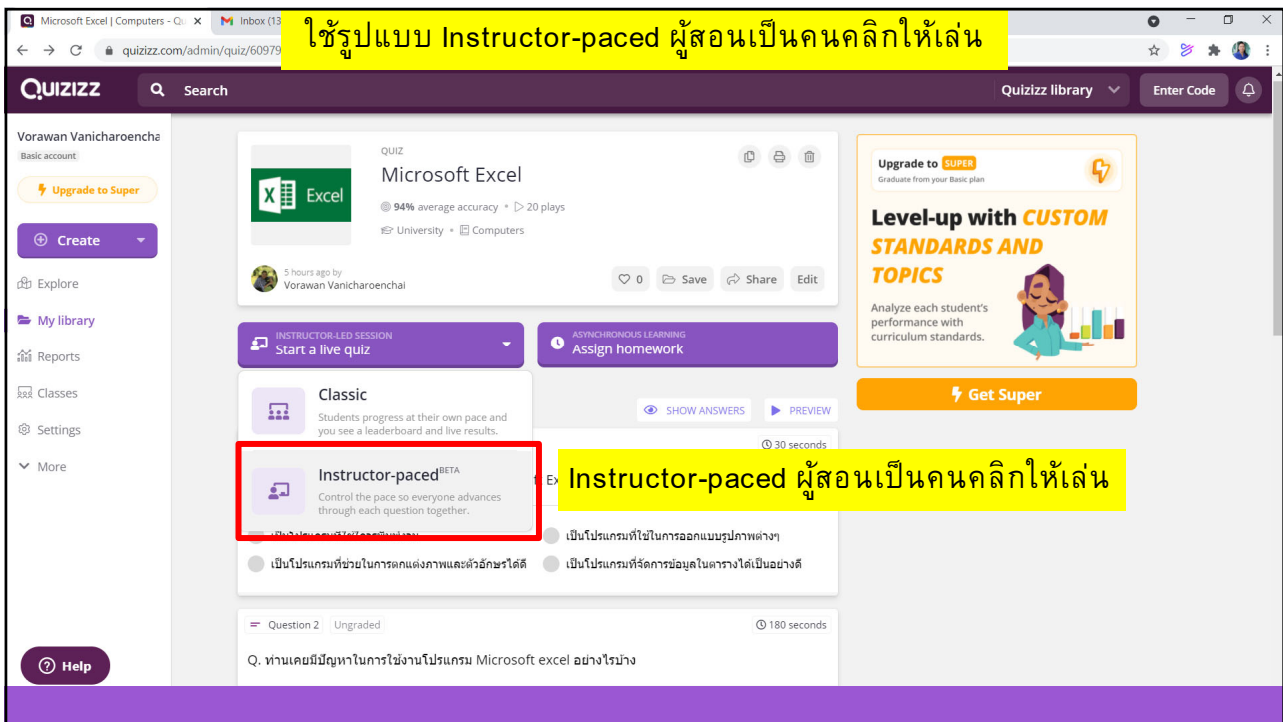 Microsoft Excel | Computers - Qu
Inbox (13
ใช้รูปแบบ Instructor-paced ผู้สอนเป็นคนคลิกให้เล่น
quizizz.com/admin/quiz/60979
QUIZIZZ
Search
Quizizz library
Enter Code
Vorawan Vanicharoencha
Basic account
Upgrade to Super
Create
Explore
My library
Reports
Classes
Settings
More
Help
Excel
QUIZ
Microsoft Excel
94% average accuracy • 20 plays
University • Computers
5 hours ago by
Vorawan Vanicharoenchai
0 Save Share Edit
INSTRUCTOR-LED SESSION
Start a live quiz
ASYNCHRONOUS LEARNING
Assign homework
Classic
Students progress at their own pace and
you see a leaderboard and live results.
SHOW ANSWERS PREVIEW
30 seconds
Instructor-paced BETA
Control the pace so everyone advances
through each question together.
Instructor-paced ผู้สอนเป็นคนคลิกให้เล่น
เป็นโปรแกรมที่ใช้ในการออกแบบรูปภาพต่างๆ
เป็นโปรแกรมที่ช่วยในการตกแต่งภาพและตัวอักษรได้ดี
เป็นโปรแกรมที่จัดการข้อมูลในตารางได้เป็นอย่างดี
Question 2 Ungraded
180 seconds
Q. ท่านเคยมีปัญหาในการใช้งานโปรแกรม Microsoft excel อย่างไรบ้าง
Upgrade to SUPER
Graduate from your Basic plan
Level-up with CUSTOM
STANDARDS AND
TOPICS
Analyze each student's
performance with
curriculum standards.
Get Super